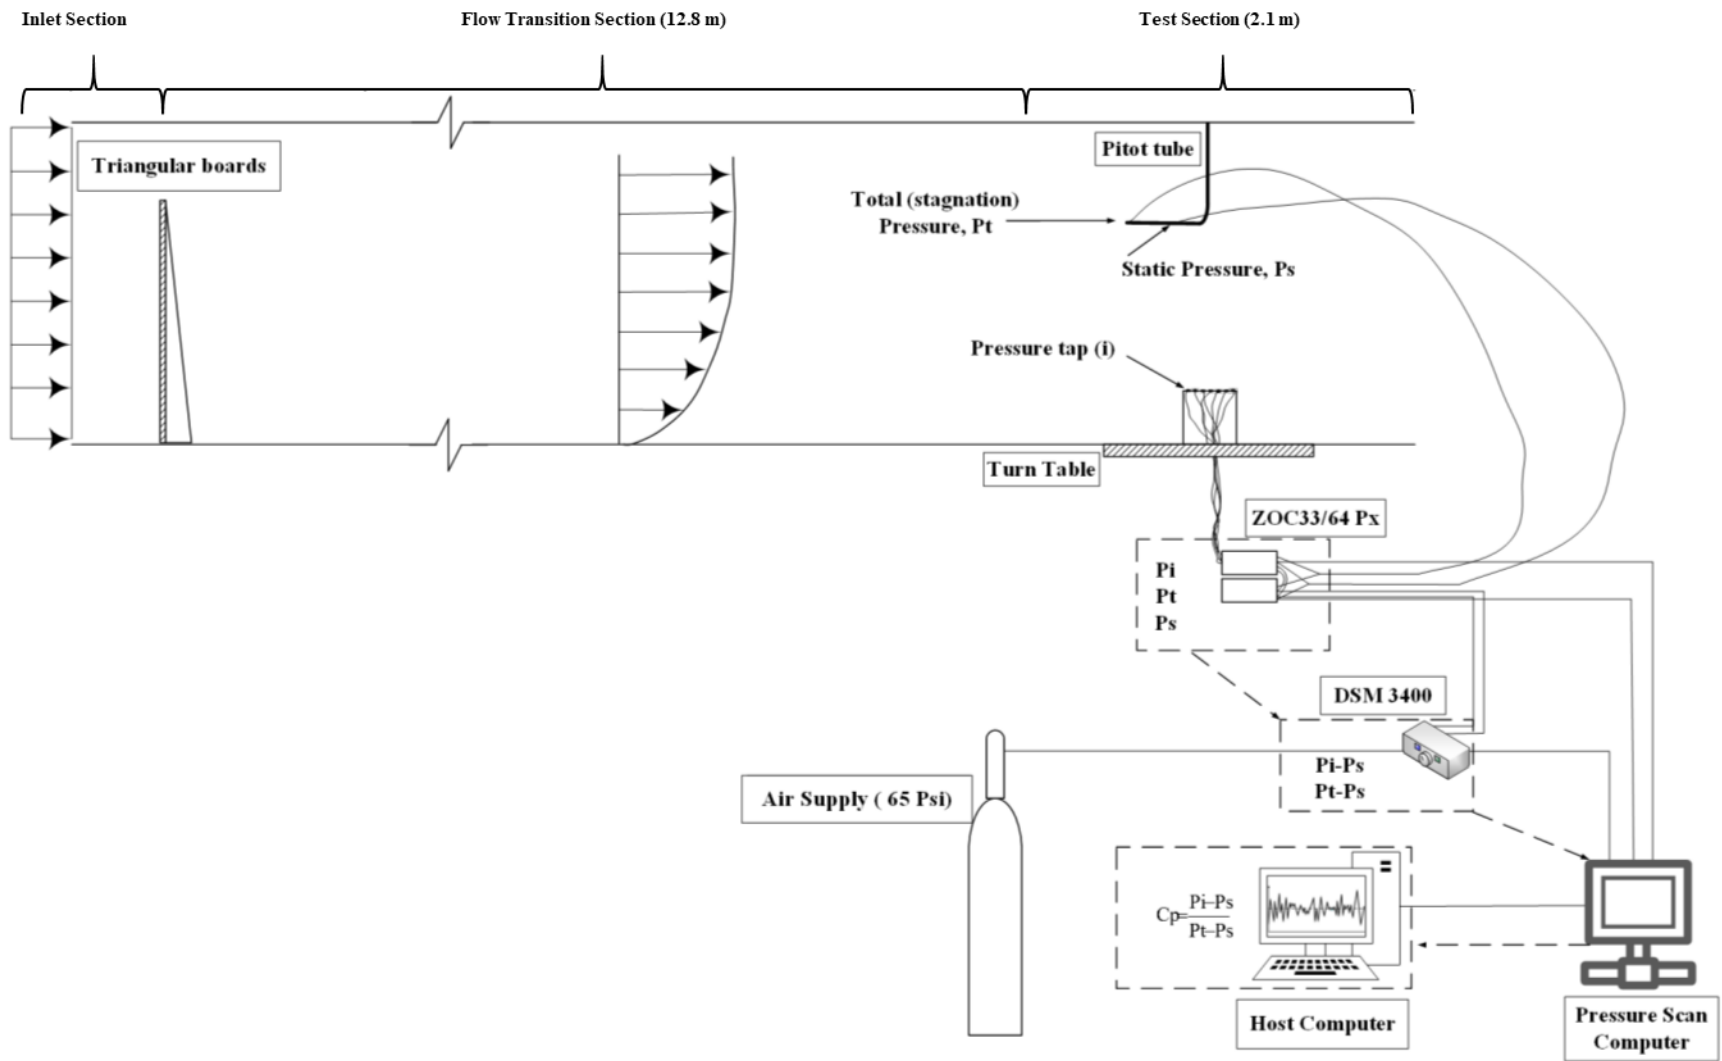 Inlet Section
Flow Transition Section (12.8 m)
Test Section (2.1 m)
Triangular boards
Pitot tube
Total (stagnation)
Pressure, Pt
Static Pressure, Ps
Pressure tap (i)
Turn Table
ZOC33/64 Px
Pi
Pt
Ps
DSM 3400
Pi-Ps
Pt-Ps
Air Supply ( 65 Psi)
Cp=
Pi–Ps
Pt–Ps
Host Computer
Pressure Scan
Computer